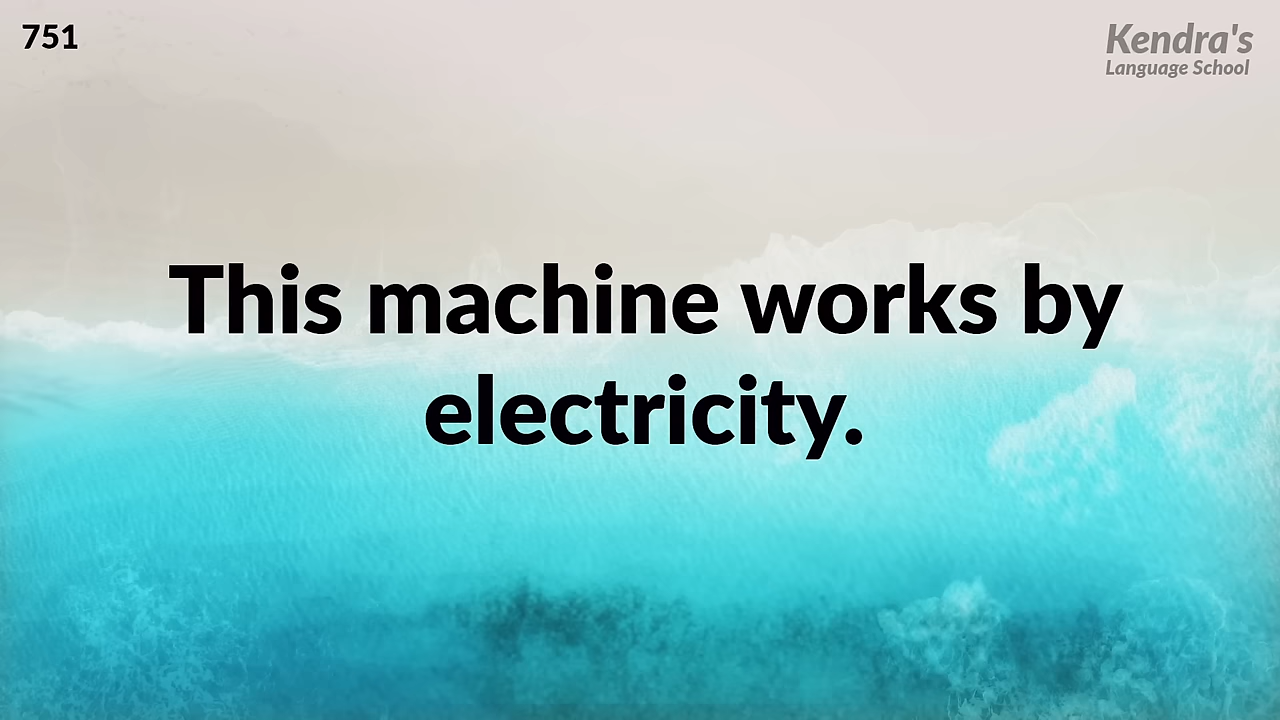 751
Kendra's
Language School
This machine works by
electricity.